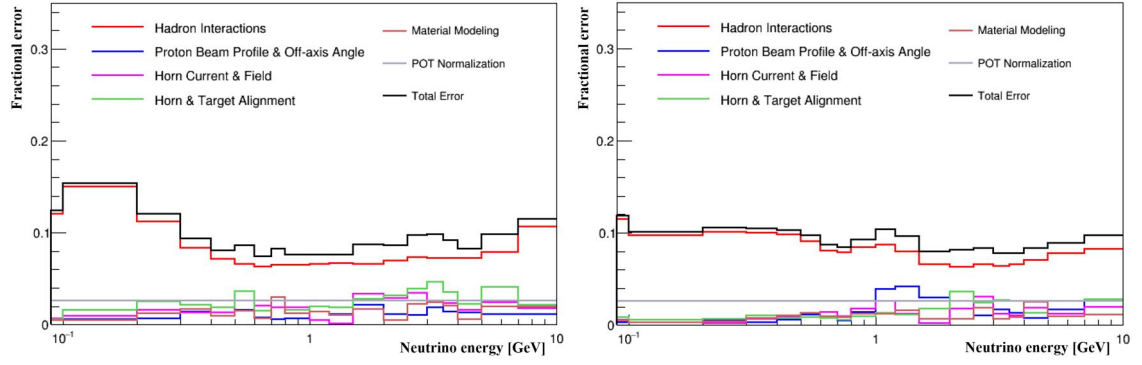 Fractional error
0.3
0.2
0.1
0
Hadron Interactions
Proton Beam Profile & Off-axis Angle
Horn Current & Field
Horn & Target Alignment
Material Modeling
POT Normalization
Total Error
10⁻¹
1
10
Neutrino energy [GeV]
Fractional error
0.3
0.2
0.1
0
Hadron Interactions
Proton Beam Profile & Off-axis Angle
Horn Current & Field
Horn & Target Alignment
Material Modeling
POT Normalization
Total Error
10⁻¹
1
10
Neutrino energy [GeV]